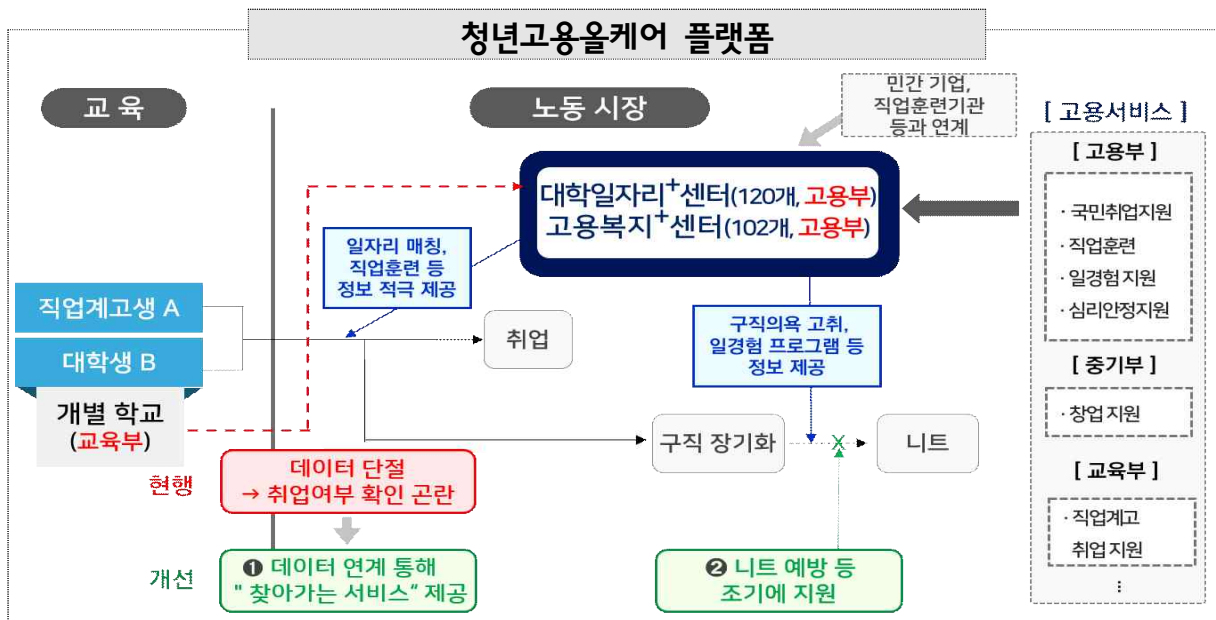 청년고용올케어 플랫폼
교 육
노동 시장
민간 기업,
직업훈련기관
등과 연계
[ 고용서비스 ]
[ 고용부 ]
· 국민취업지원
· 직업훈련
· 일경험 지원
· 심리안정지원
[ 중기부 ]
· 창업 지원
[ 교육부 ]
· 직업계고
취업 지원
⋮
대학일자리+센터(120개, 고용부)
고용복지+센터(102개, 고용부)
일자리 매칭,
직업훈련 등
정보 적극 제공
직업계고생 A
대학생 B
개별 학교
(교육부)
취업
구직의욕 고취,
일경험 프로그램 등
정보 제공
구직 장기화
X
니트
현행
데이터 단절
→ 취업여부 확인 곤란
개선
❶ 데이터 연계 통해
" 찾아가는 서비스“ 제공
❷ 니트 예방 등
조기에 지원